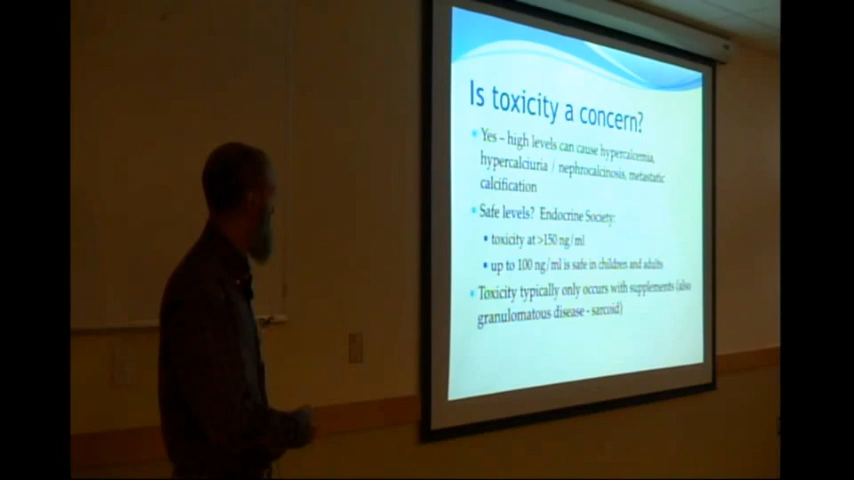 Is toxicity a concern?
Yes – high levels can cause hypercalcemia,
hypercalciuria / nephrocalcinosis, metastatic
calcification
Safe levels? Endocrine Society:
toxicity at >150 ng/ml
up to 100 ng/ml is safe in children and adults
Toxicity typically only occurs with supplements (also
granulomatous disease - sarcoid)